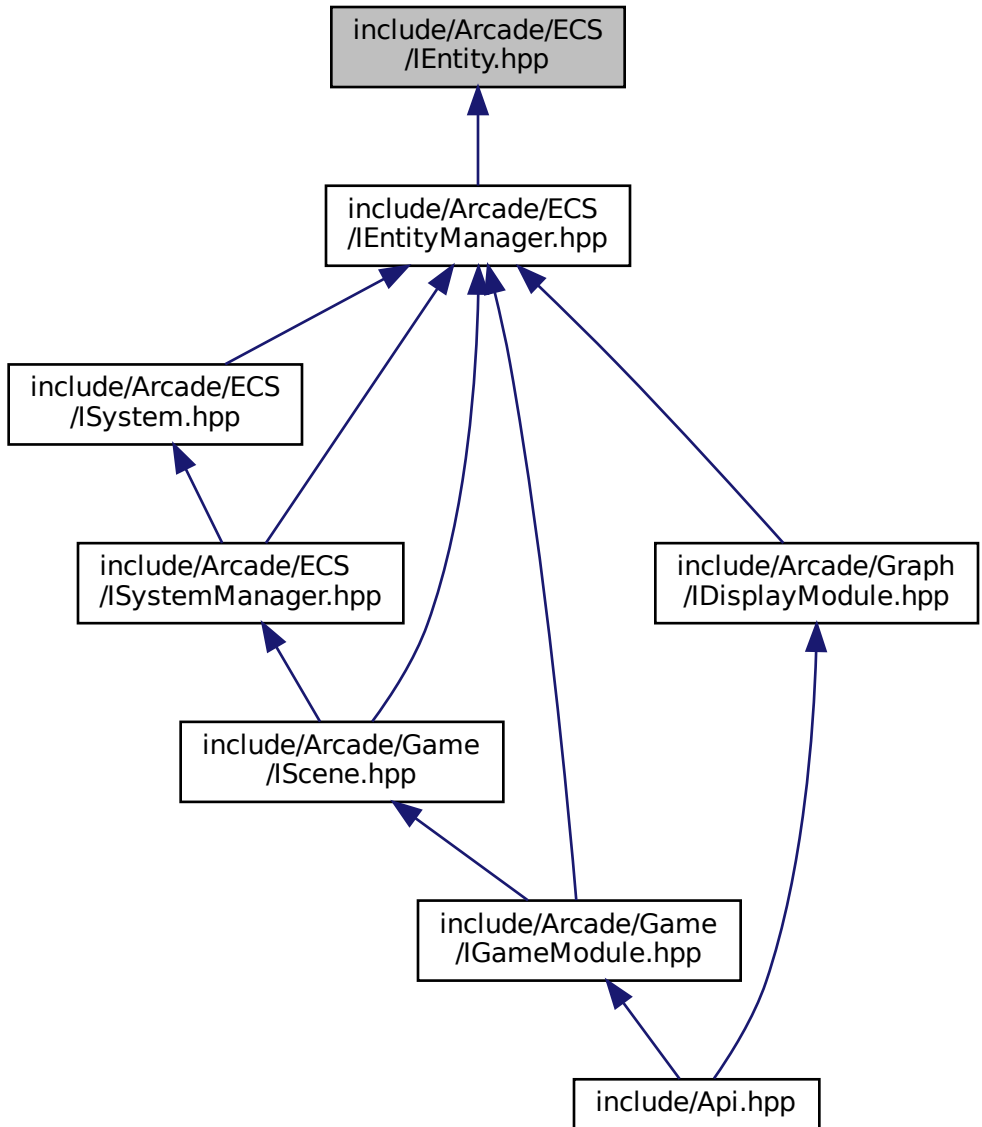 include/Arcade/ECS
/IEntity.hpp
include/Arcade/ECS
/IEntityManager.hpp
include/Arcade/ECS
/ISystem.hpp
include/Arcade/ECS
/ISystemManager.hpp
include/Arcade/Graph
/IDisplayModule.hpp
include/Arcade/Game
/IScene.hpp
include/Arcade/Game
/IGameModule.hpp
include/Api.hpp